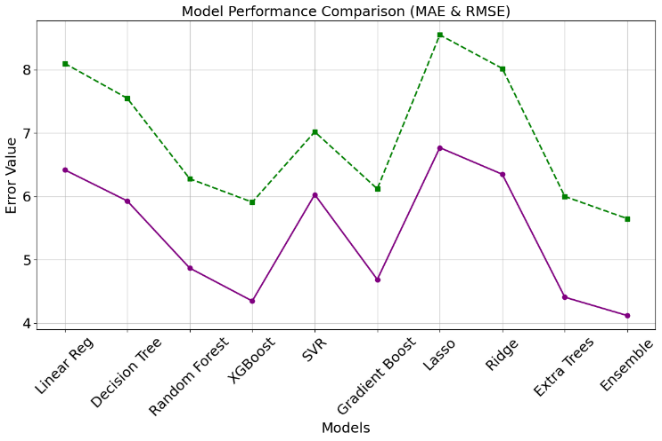 Model Performance Comparison (MAE & RMSE)
Error Value
8
7
6
5
4
Linear Reg
Decision Tree
Random Forest
XGBoost
SVR
Gradient Boost
Lasso
Ridge
Extra Trees
Ensemble
Models